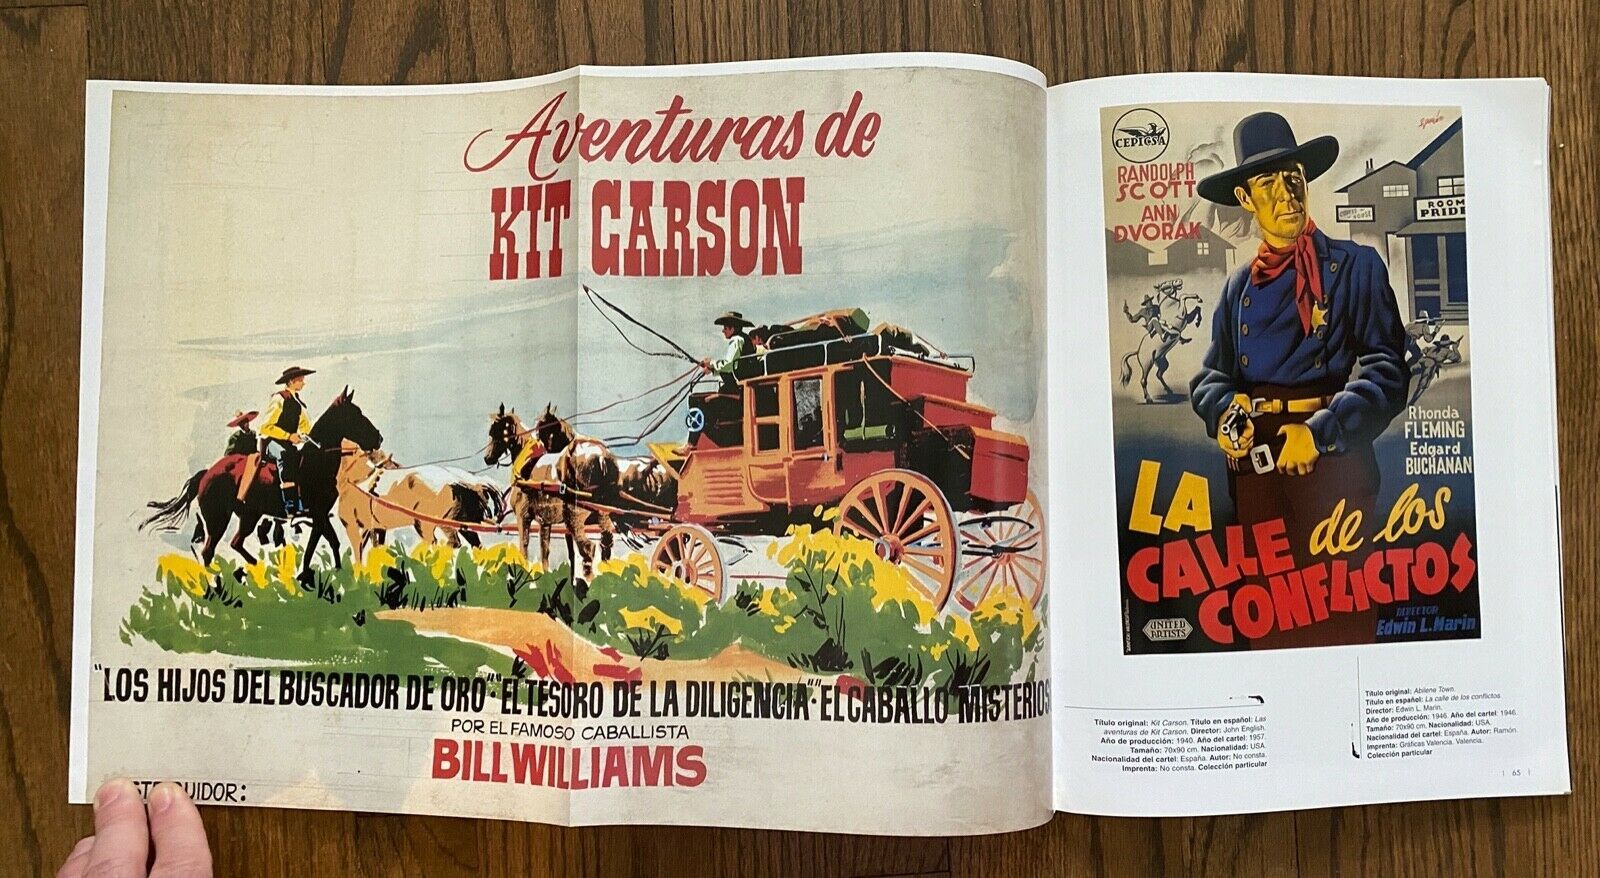 Aventuras de
KIT CARSON
"LOS HIJOS DEL BUSCADOR DE ORO"·"EL TESORO DE LA DILIGENCIA"·"EL CABALLO MISTERIOS
POR EL FAMOSO CABALLISTA
BILL WILLIAMS
UIDOR:
CEPICSA
RANDOLPH
SCOTT
ANN
DVORAK
ROOM
PRIDE
Rhonda
FLEMING
Edgard
BUCHANAN
LA
CALLE de los
CONFLICTOS
DIRECTOR
Edwin L. Marin
UNITED
ARTISTS
Título original: Kit Carson. Título en español: Las
aventuras de Kit Carson. Director: John English.
Año de producción: 1940. Año del cartel: 1957.
Tamaño: 70x90 cm. Nacionalidad: USA.
Nacionalidad del cartel: España. Autor: No consta.
Imprenta: No consta. Colección particular
Título original: Abilene Town.
Título en español: La calle de los conflictos
Director: Edwin L. Marin.
Año de producción: 1946. Año del cartel: 1946.
Tamaño: 70x90 cm. Nacionalidad: USA.
Nacionalidad del cartel: España. Autor: Ramón.
Imprenta: Gráficas Valencia. Valencia.
Colección particular
| 65 |